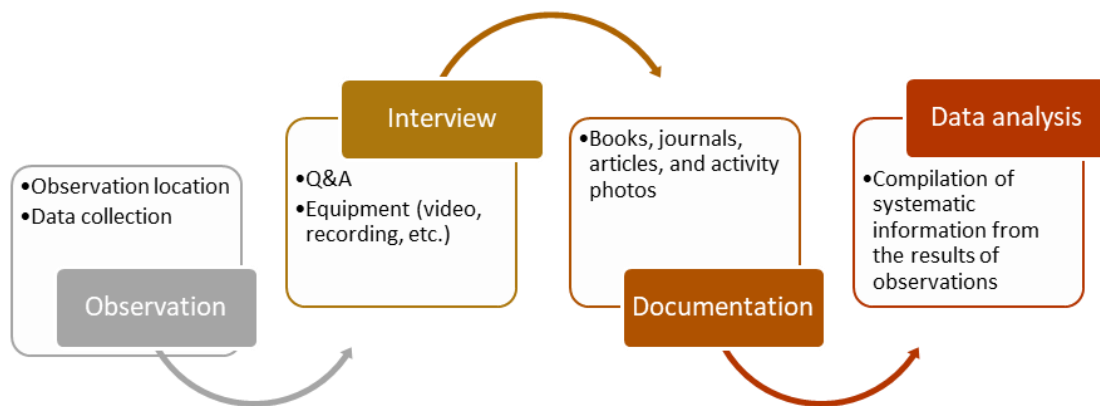 •Observation location
•Data collection
Observation
Interview
•Q&A
•Equipment (video,
recording, etc.)
•Books, journals,
articles, and activity
photos
Documentation
Data analysis
•Compilation of
systematic
information from
the results of
observations